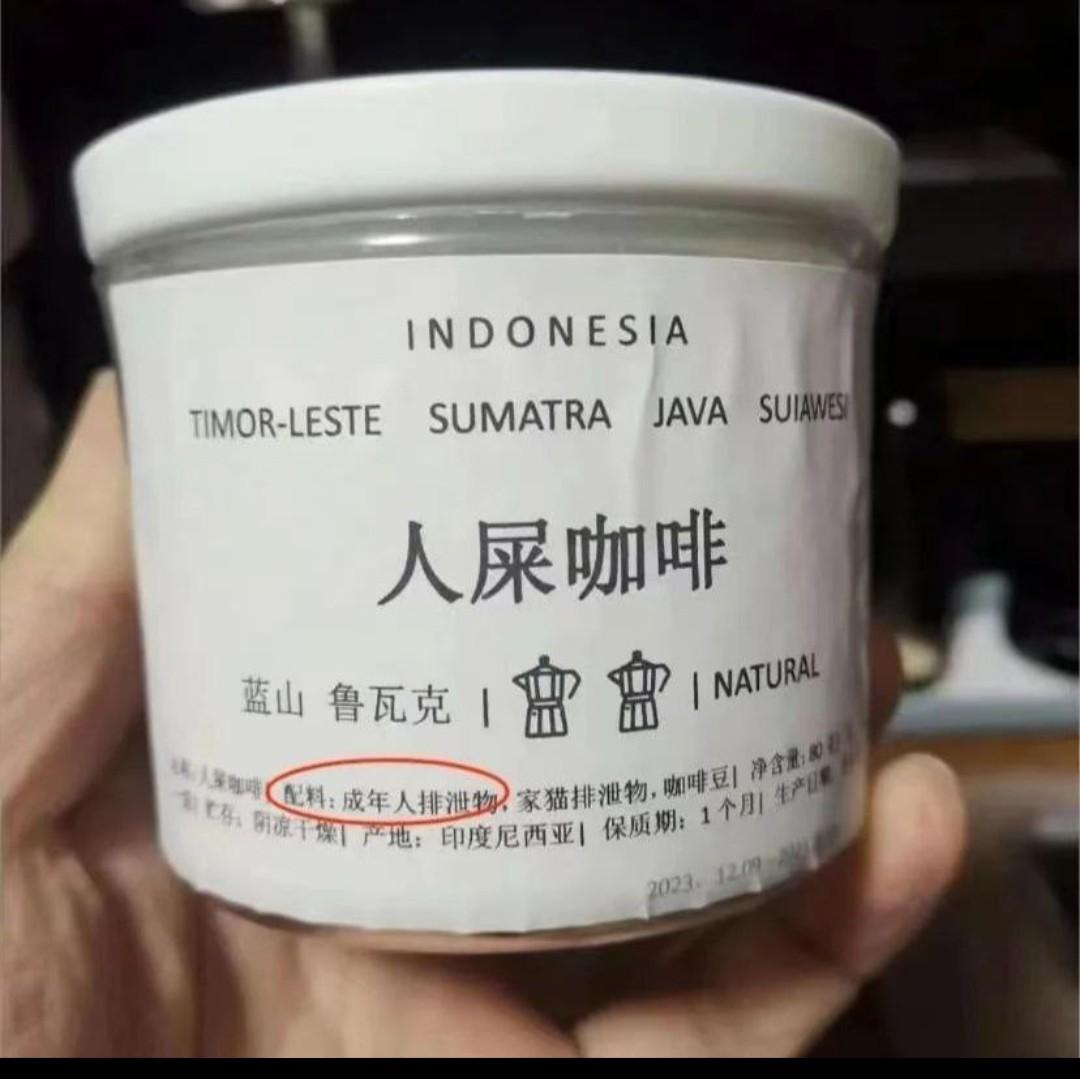 INDONESIA
TIMOR-LESTE SUMATRA JAVA SUIAWESI
人屎咖啡
蓝山 鲁瓦克 | | NATURAL
人屎咖啡| 配料: 成年人排泄物, 家猫排泄物, 咖啡豆| 净含量: 80
贮存: 阴凉干燥| 产地: 印度尼西亚| 保质期: 1个月| 生产日期
2023. 12.09